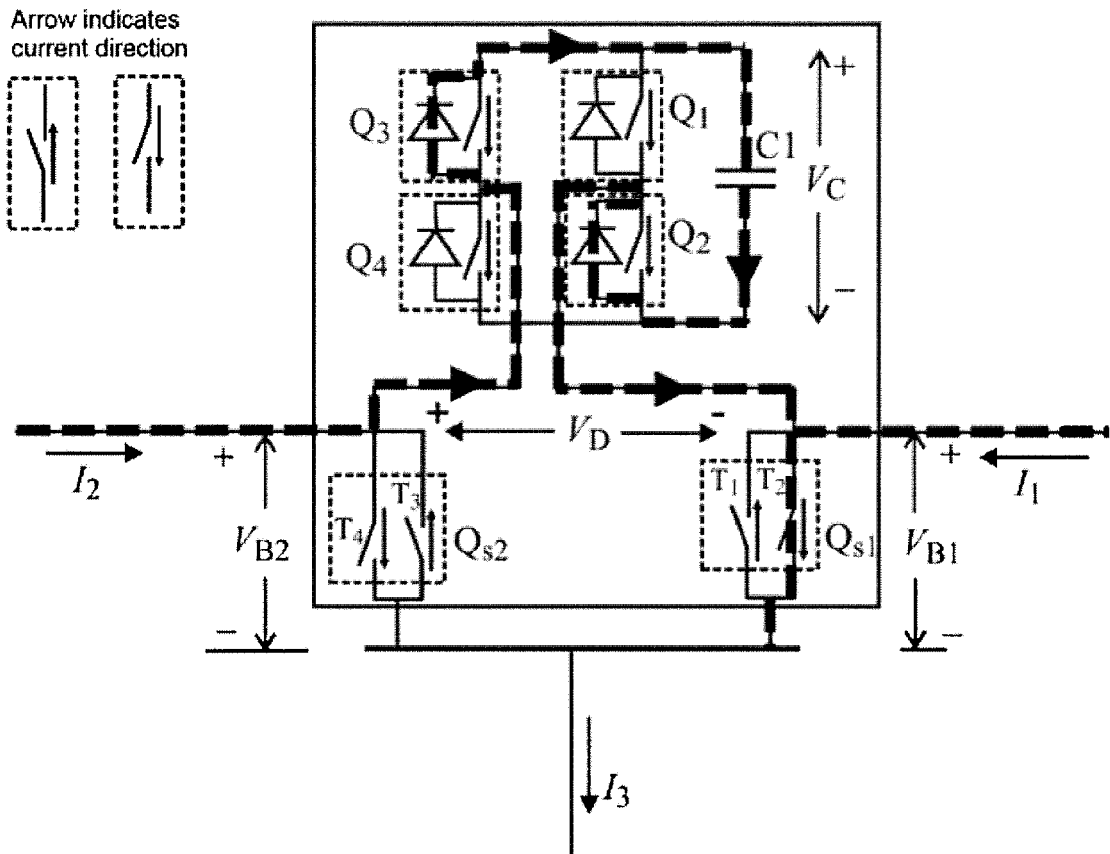 Arrow indicates
current direction
Q3
Q1
C1
VC
+
−
Q4
Q2
+
VD
-
+
I2
VB2
−
T4
T3
Qs2
T1
T2
Qs1
+
I1
VB1
−
I3